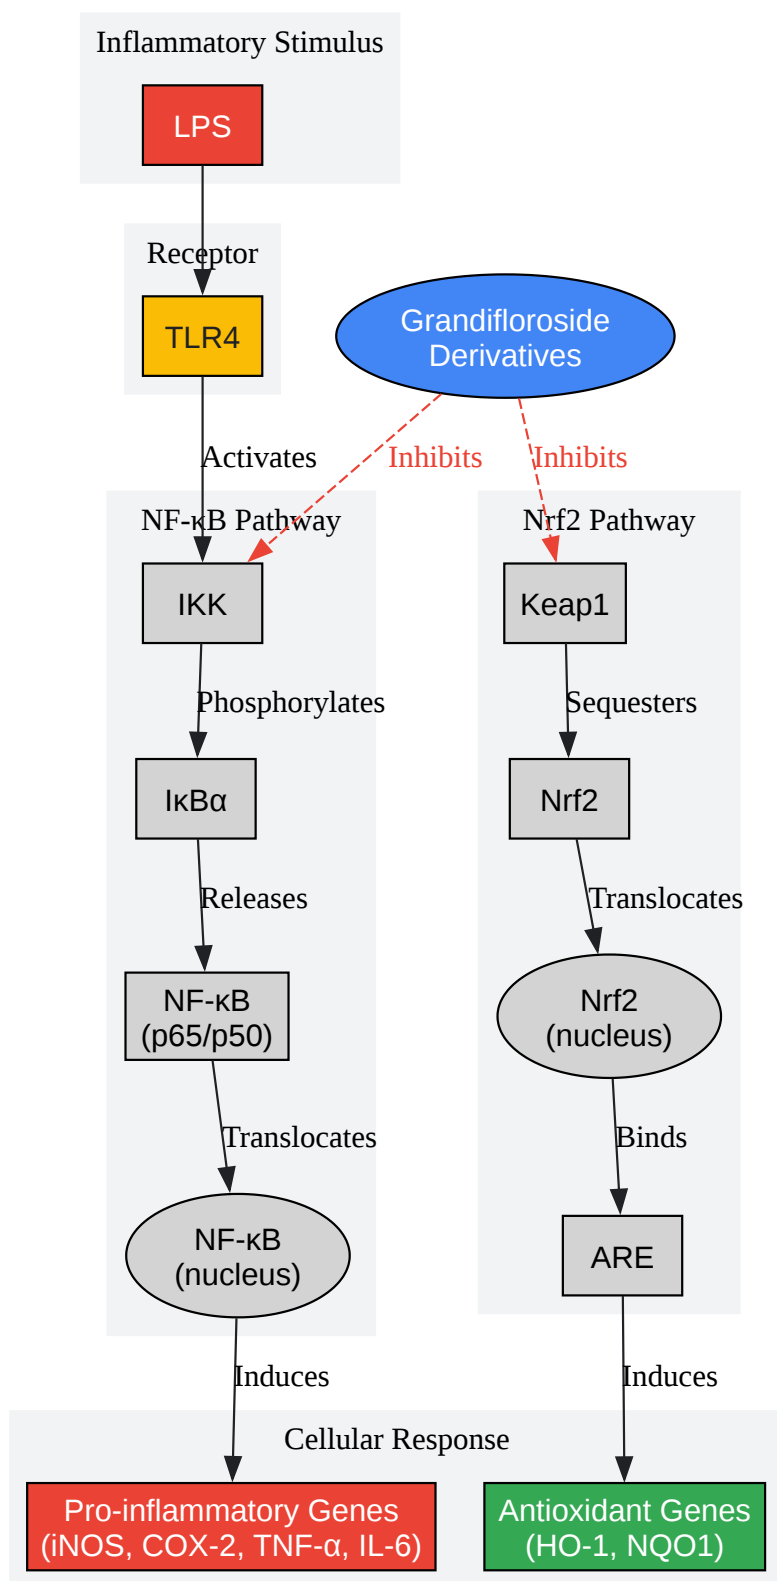 Inflammatory Stimulus
LPS
Receptor
TLR4
Grandifloroside
Derivatives
Activates
Inhibits
Inhibits
NF-κB Pathway
Nrf2 Pathway
IKK
Keap1
Phosphorylates
Sequesters
IκBα
Nrf2
Releases
Translocates
NF-κB
(p65/p50)
Nrf2
(nucleus)
Translocates
Binds
NF-κB
(nucleus)
ARE
Induces
Induces
Cellular Response
Pro-inflammatory Genes
(iNOS, COX-2, TNF-α, IL-6)
Antioxidant Genes
(HO-1, NQO1)